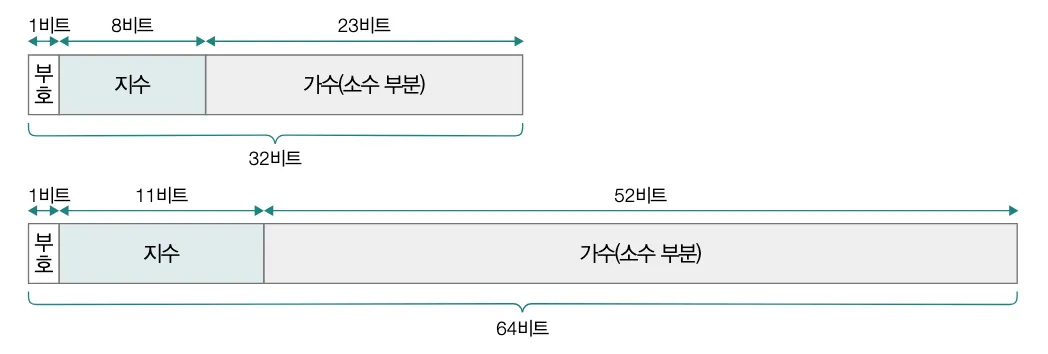 1비트 8비트 23비트
부호 지수 가수(소수 부분)
32비트
1비트 11비트 52비트
부호 지수 가수(소수 부분)
64비트